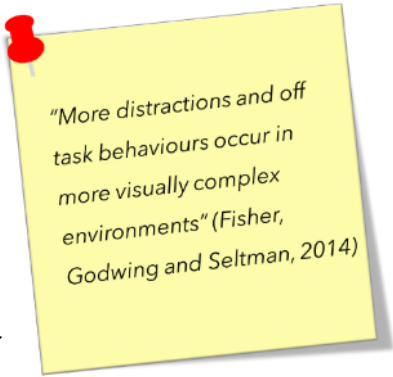 "More distractions and off
task behaviours occur in
more visually complex
environments" (Fisher,
Godwing and Seltman, 2014)